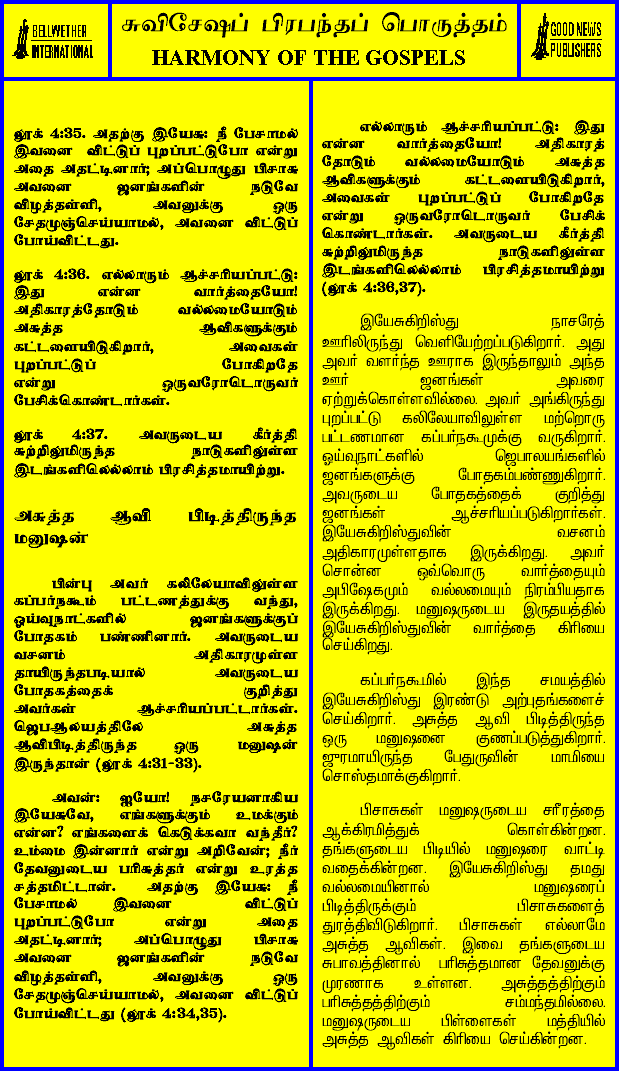 BELLWETHER
INTERNATIONAL
சுவிசேஷப் பிரபந்தப் பொருத்தம்
HARMONY OF THE GOSPELS
GOOD NEWS
PUBLISHERS
லூக் 4:35. அதற்கு இயேசு: நீ பேசாமல்
இவனை விட்டுப் புறப்பட்டுபோ என்று
அதை அதட்டினார்; அப்பொழுது பிசாசு
அவனை ஜனங்களின் நடுவே
விழத்தள்ளி, அவனுக்கு ஒரு
சேதமுஞ்செய்யாமல், அவனை விட்டுப்
போய்விட்டது.
லூக் 4:36. எல்லாரும் ஆச்சரியப்பட்டு:
இது என்ன வார்த்தையோ!
அதிகாரத்தோடும் வல்லமையோடும்
அசுத்த ஆவிகளுக்கும்
கட்டளையிடுகிறார், அவைகள்
புறப்பட்டுப் போகிறதே
என்று ஒருவரோடொருவர்
பேசிக்கொண்டார்கள்.
லூக் 4:37. அவருடைய கீர்த்தி
சுற்றிலுமிருந்த நாடுகளிலுள்ள
இடங்களிலெல்லாம் பிரசித்தமாயிற்று.
அசுத்த ஆவி பிடித்திருந்த
மனுஷன்
பின்பு அவர் கலிலேயாவிலுள்ள
கப்பர்நகூம் பட்டணத்துக்கு வந்து,
ஓய்வுநாட்களில் ஜனங்களுக்குப்
போதகம் பண்ணினார். அவருடைய
வசனம் அதிகாரமுள்ள
தாயிருந்தபடியால் அவருடைய
போதகத்தைக் குறித்து
அவர்கள் ஆச்சரியப்பட்டார்கள்.
ஜெபஆலயத்திலே அசுத்த
ஆவிபிடித்திருந்த ஒரு மனுஷன்
இருந்தான் (லூக் 4:31-33).
அவன்: ஐயோ! நசரேயனாகிய
இயேசுவே, எங்களுக்கும் உமக்கும்
என்ன? எங்களைக் கெடுக்கவா வந்தீர்?
உம்மை இன்னார் என்று அறிவேன்; நீர்
தேவனுடைய பரிசுத்தர் என்று உரத்த
சத்தமிட்டான். அதற்கு இயேசு: நீ
பேசாமல் இவனை விட்டுப்
புறப்பட்டுபோ என்று அதை
அதட்டினார்; அப்பொழுது பிசாசு
அவனை ஜனங்களின் நடுவே
விழத்தள்ளி, அவனுக்கு ஒரு
சேதமுஞ்செய்யாமல், அவனை விட்டுப்
போய்விட்டது (லூக் 4:34,35).
எல்லாரும் ஆச்சரியப்பட்டு: இது
என்ன வார்த்தையோ! அதிகாரத்
தோடும் வல்லமையோடும் அசுத்த
ஆவிகளுக்கும் கட்டளையிடுகிறார்,
அவைகள் புறப்பட்டுப் போகிறதே
என்று ஒருவரோடொருவர் பேசிக்
கொண்டார்கள். அவருடைய கீர்த்தி
சுற்றிலுமிருந்த நாடுகளிலுள்ள
இடங்களிலெல்லாம் பிரசித்தமாயிற்று
(லூக் 4:36,37).
இயேசுகிறிஸ்து நாசரேத்
ஊரிலிருந்து வெளியேற்றப்படுகிறார். அது
அவர் வளர்ந்த ஊராக இருந்தாலும் அந்த
ஊர் ஜனங்கள் அவரை
ஏற்றுக்கொள்ளவில்லை. அவர் அங்கிருந்து
புறப்பட்டு கலிலேயாவிலுள்ள மற்றொரு
பட்டணமான கப்பர்நகூமுக்கு வருகிறார்.
ஓய்வுநாட்களில் ஜெபாலயங்களில்
ஜனங்களுக்கு போதகம்பண்ணுகிறார்.
அவருடைய போதகத்தைக் குறித்து
ஜனங்கள் ஆச்சரியப்படுகிறார்கள்.
இயேசுகிறிஸ்துவின் வசனம்
அதிகாரமுள்ளதாக இருக்கிறது. அவர்
சொன்ன ஒவ்வொரு வார்த்தையும்
அபிஷேகமும் வல்லமையும் நிரம்பியதாக
இருக்கிறது. மனுஷருடைய இருதயத்தில்
இயேசுகிறிஸ்துவின் வார்த்தை கிரியை
செய்கிறது.
கப்பர்நகூமில் இந்த சமயத்தில்
இயேசுகிறிஸ்து இரண்டு அற்புதங்களைச்
செய்கிறார். அசுத்த ஆவி பிடித்திருந்த
ஒரு மனுஷனை குணப்படுத்துகிறார்.
ஜுரமாயிருந்த பேதுருவின் மாமியை
சொஸ்தமாக்குகிறார்.
பிசாசுகள் மனுஷருடைய சரீரத்தை
ஆக்கிரமித்துக் கொள்கின்றன.
தங்களுடைய பிடியில் மனுஷரை வாட்டி
வதைக்கின்றன. இயேசுகிறிஸ்து தமது
வல்லமையினால் மனுஷரைப்
பிடித்திருக்கும் பிசாசுகளைத்
துரத்திவிடுகிறார். பிசாசுகள் எல்லாமே
அசுத்த ஆவிகள். இவை தங்களுடைய
சுபாவத்தினால் பரிசுத்தமான தேவனுக்கு
முரணாக உள்ளன. அசுத்தத்திற்கும்
பரிசுத்தத்திற்கும் சம்மந்தமில்லை.
மனுஷருடைய பிள்ளைகள் மத்தியில்
அசுத்த ஆவிகள் கிரியை செய்கின்றன.